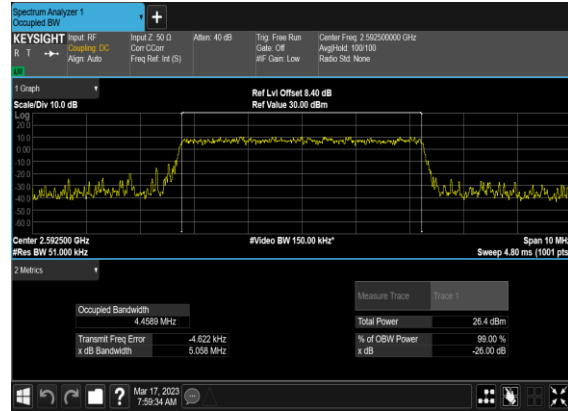 Spectrum Analyzer 1
Occupied BW
+
KEYSIGHT Input: RF Input Z: 50 Ω Atten: 40 dB Trig: Free Run Center Freq: 2.592500000 GHz
R T Coupling: DC Corr CCorr Gate: Off Avg|Hold: 100/100
Align: Auto Freq Ref: Int (S) #IF Gain: Low Radio Std: None
1 Graph
Ref Lvl Offset 8.40 dB
Scale/Div 10.0 dB Ref Value 30.00 dBm
Log
20.0
10.0
0.00
-10.0
-20.0
-30.0
-40.0
-50.0
-60.0
Center 2.592500 GHz #Video BW 150.00 kHz* Span 10 MHz
#Res BW 51.000 kHz Sweep 4.80 ms (1001 pts
2 Metrics
Measure Trace Trace 1
Occupied Bandwidth
4.4589 MHz Total Power 26.4 dBm
Transmit Freq Error -4.622 kHz % of OBW Power 99.00 %
x dB Bandwidth 5.058 MHz x dB -26.00 dB
? Mar 17, 2023
7:59:34 AM